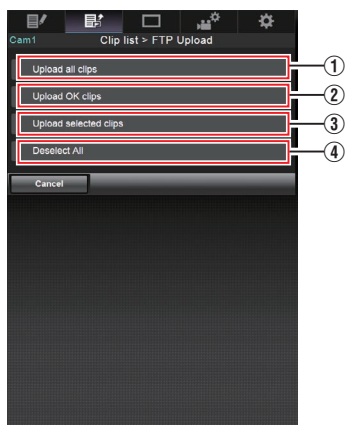 Cam1 Clip list > FTP Upload
Upload all clips ①
Upload OK clips ②
Upload selected clips ③
Deselect All ④
Cancel